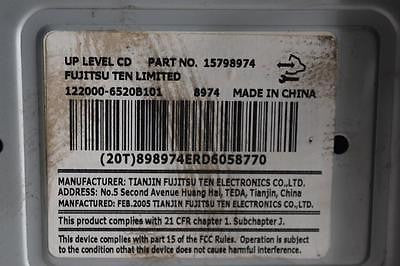 UP LEVEL CD PART NO. 15798974
FUJITSU TEN LIMITED
122000-6520B101 8974 MADE IN CHINA
(20T)898974ERD6058770
MANUFACTURER: TIANJIN FUJITSU TEN ELECTRONICS CO.,LTD.
ADDRESS: No.5 Second Avenue Huang Hai, TEDA, Tianjin, China
MANUFACTURED: FEB.2005 TIANJIN FUJITSU TEN ELECTRONICS CO.,LTD.
This product complies with 21 CFR chapter 1. Subchapter J.
This device complies with part 15 of the FCC Rules. Operation is subject
to the condition othat this device does not cause harmful interference.